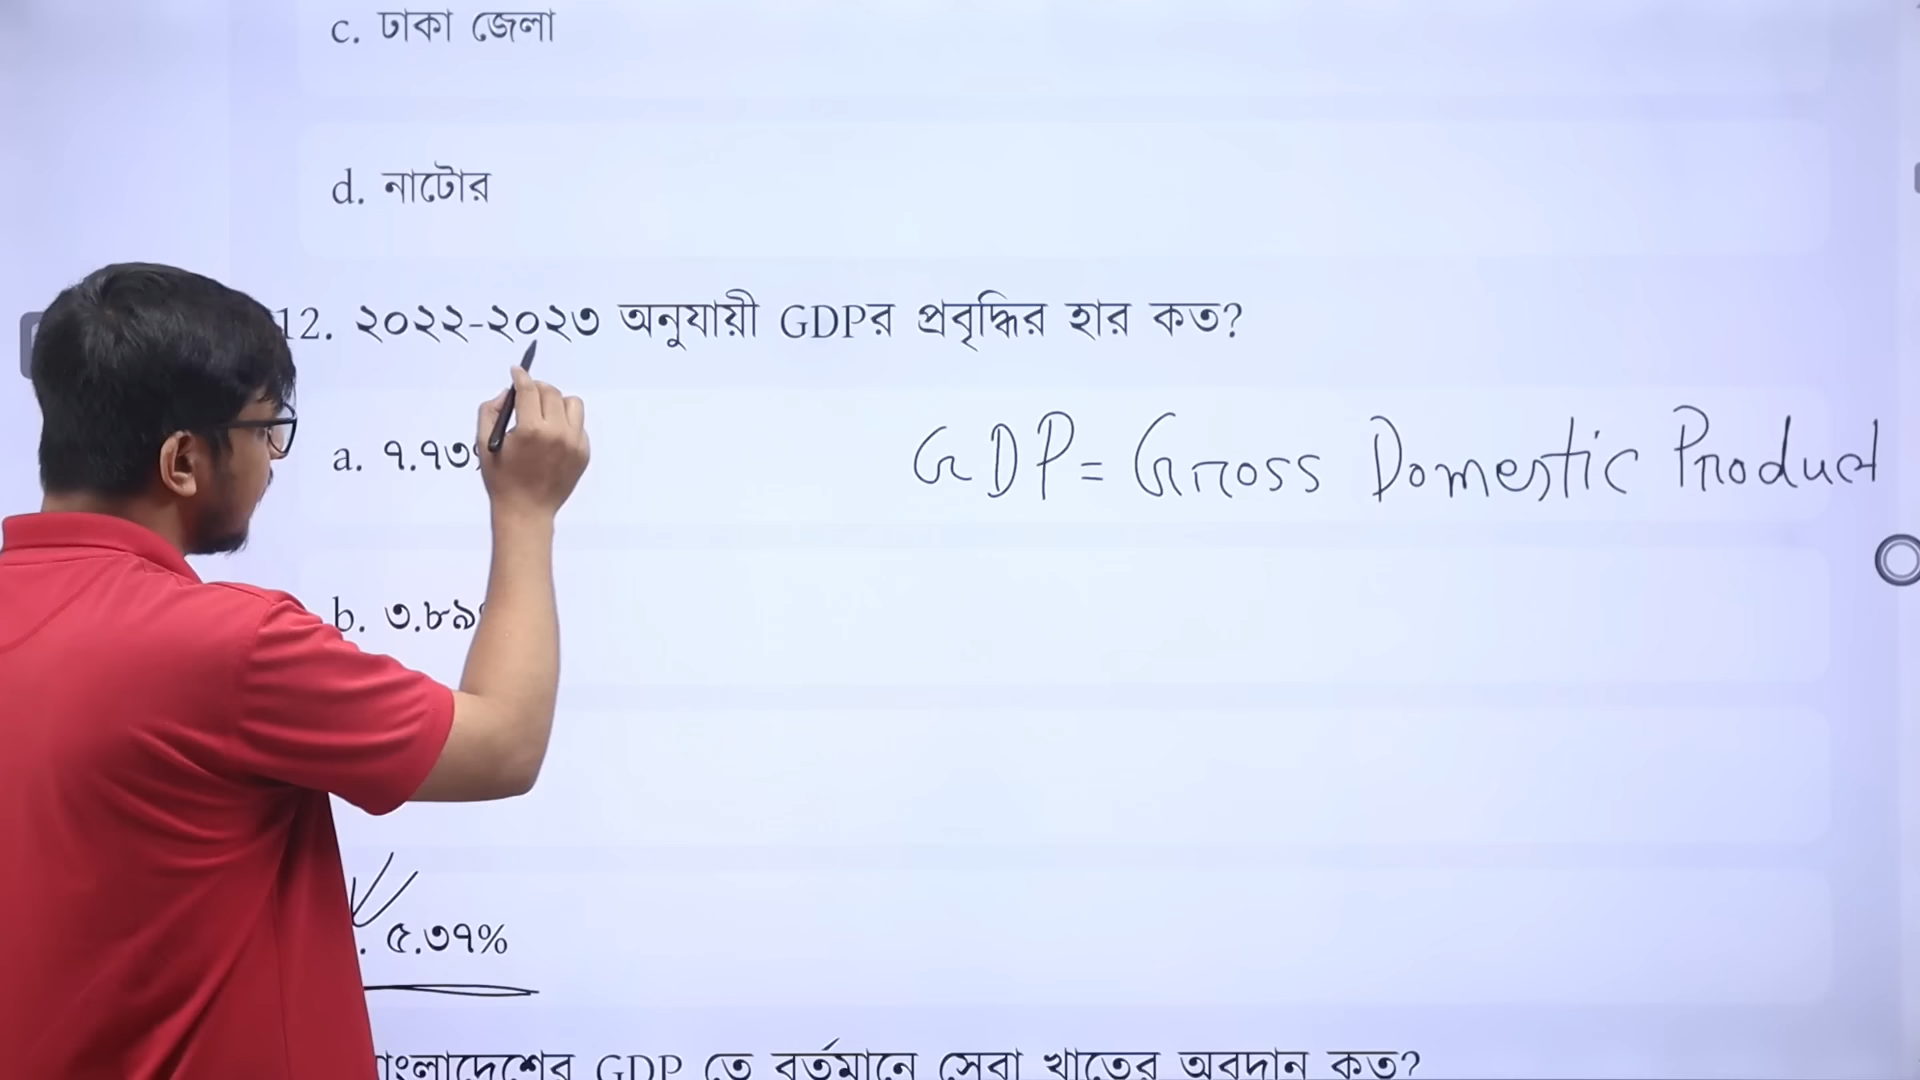 c. ঢাকা জেলা
d. নাটোর
12. ২০২২-২০২৩ অনুযায়ী GDPর প্রবৃদ্ধির হার কত?
a. ৭.৭৩
GDP = Gross Domestic Product
b. ৩.৮৯
৫.৩৭%
GDP তে বর্তমানে সেবা খাতের অবদান কত?